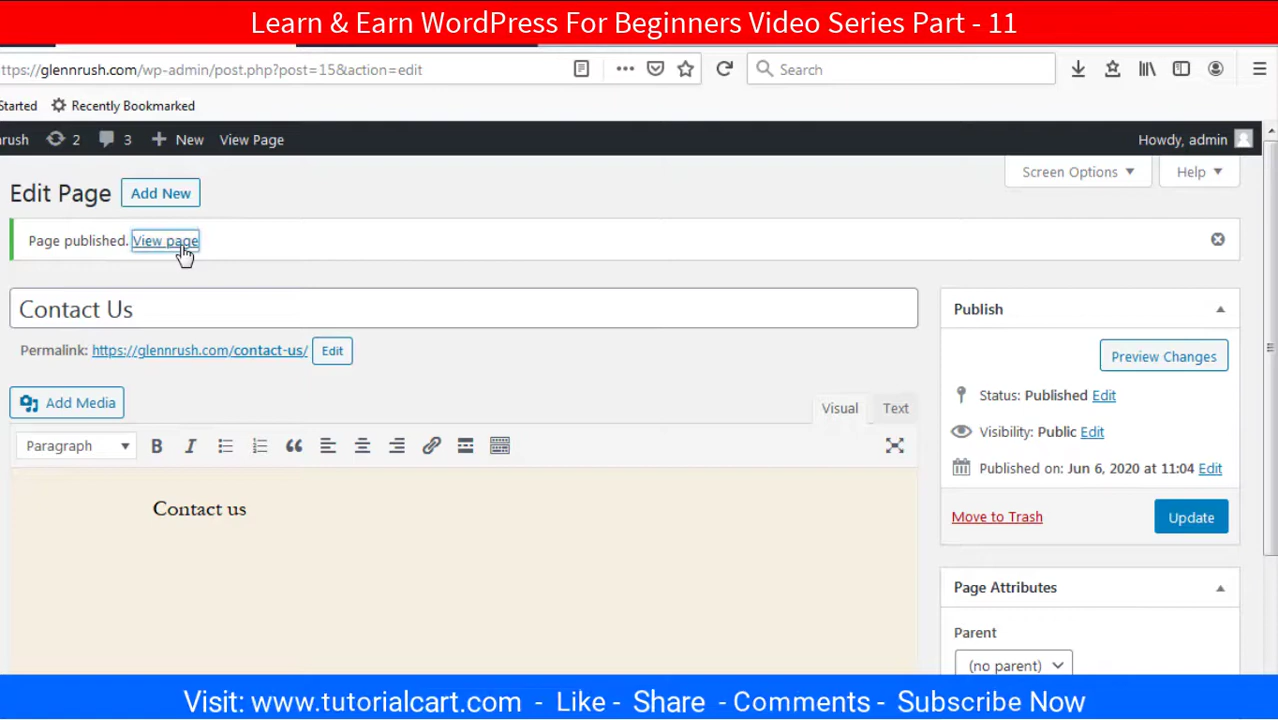 Learn & Earn WordPress For Beginners Video Series Part - 11
ttps://glennrush.com/wp-admin/post.php?post=15&action=edit
Search
Started Recently Bookmarked
rush 2 3 New View Page Howdy, admin
Screen Options Help
Edit Page Add New
Page published. View page
Contact Us
Publish
Permalink: https://glennrush.com/contact-us/ Edit
Preview Changes
Add Media
Visual Text
Status: Published Edit
Paragraph
Visibility: Public Edit
Published on: Jun 6, 2020 at 11:04 Edit
Contact us
Move to Trash Update
Page Attributes
Parent
(no parent)
Visit: www.tutorialcart.com - Like - Share - Comments - Subscribe Now